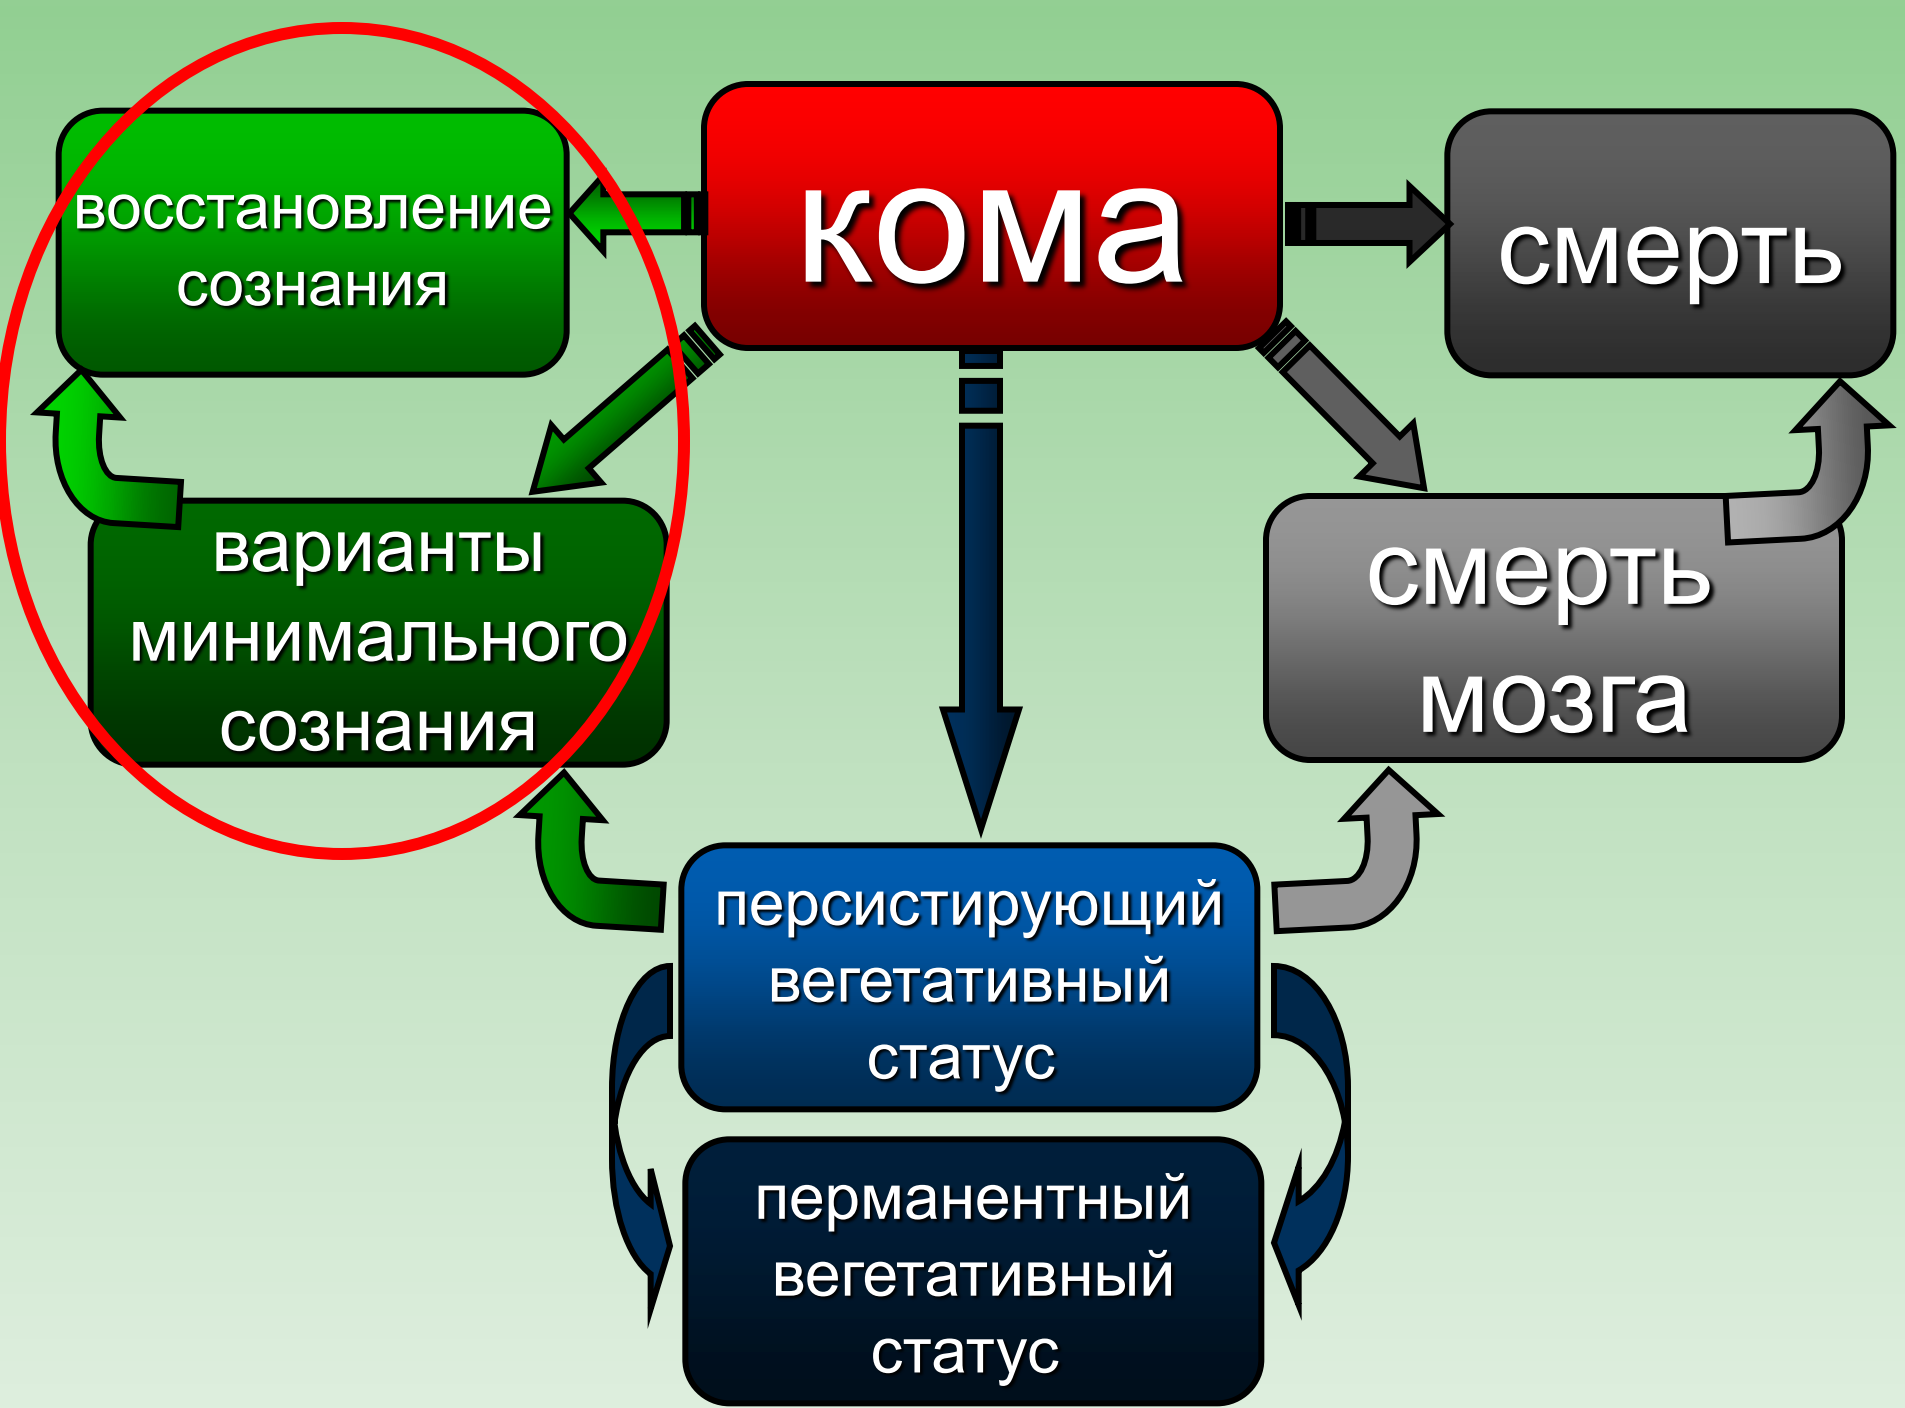 восстановление
сознания
кома
смерть
варианты
минимального
сознания
смерть
мозга
персистирующий
вегетативный
статус
перманентный
вегетативный
статус